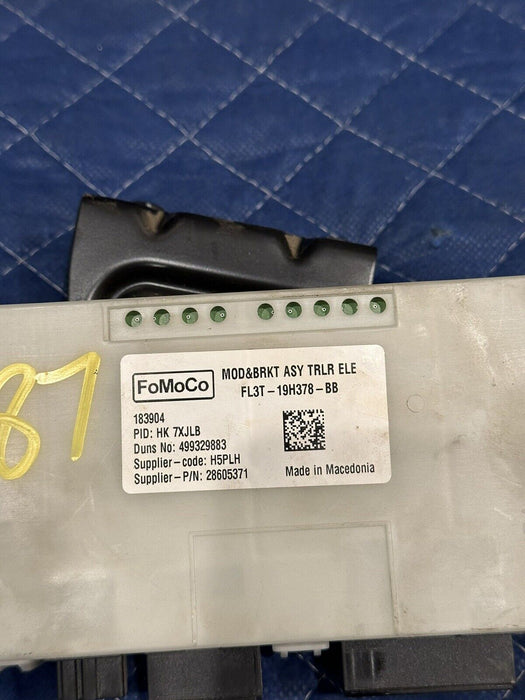 87
FoMoCo
MOD&BRKT ASY TRLR ELE
FL3T-19H378-BB
183904
PID: HK 7XJLB
Duns No: 499329883
Supplier-code: H5PLH
Supplier-P/N: 28605371
Made in Macedonia